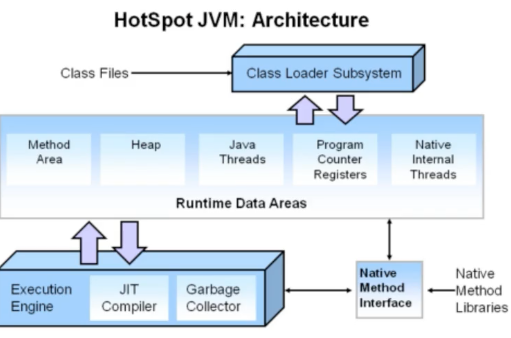 HotSpot JVM: Architecture
Class Files
Class Loader Subsystem
Method
Area
Heap
Java
Threads
Program
Counter
Registers
Native
Internal
Threads
Runtime Data Areas
Execution
Engine
JIT
Compiler
Garbage
Collector
Native
Method
Interface
Native
Method
Libraries